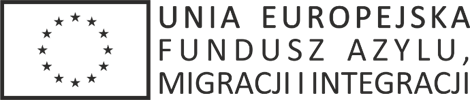 UNIA EUROPEJSKA
FUNDUSZ AZYLU,
MIGRACJI I INTEGRACJI